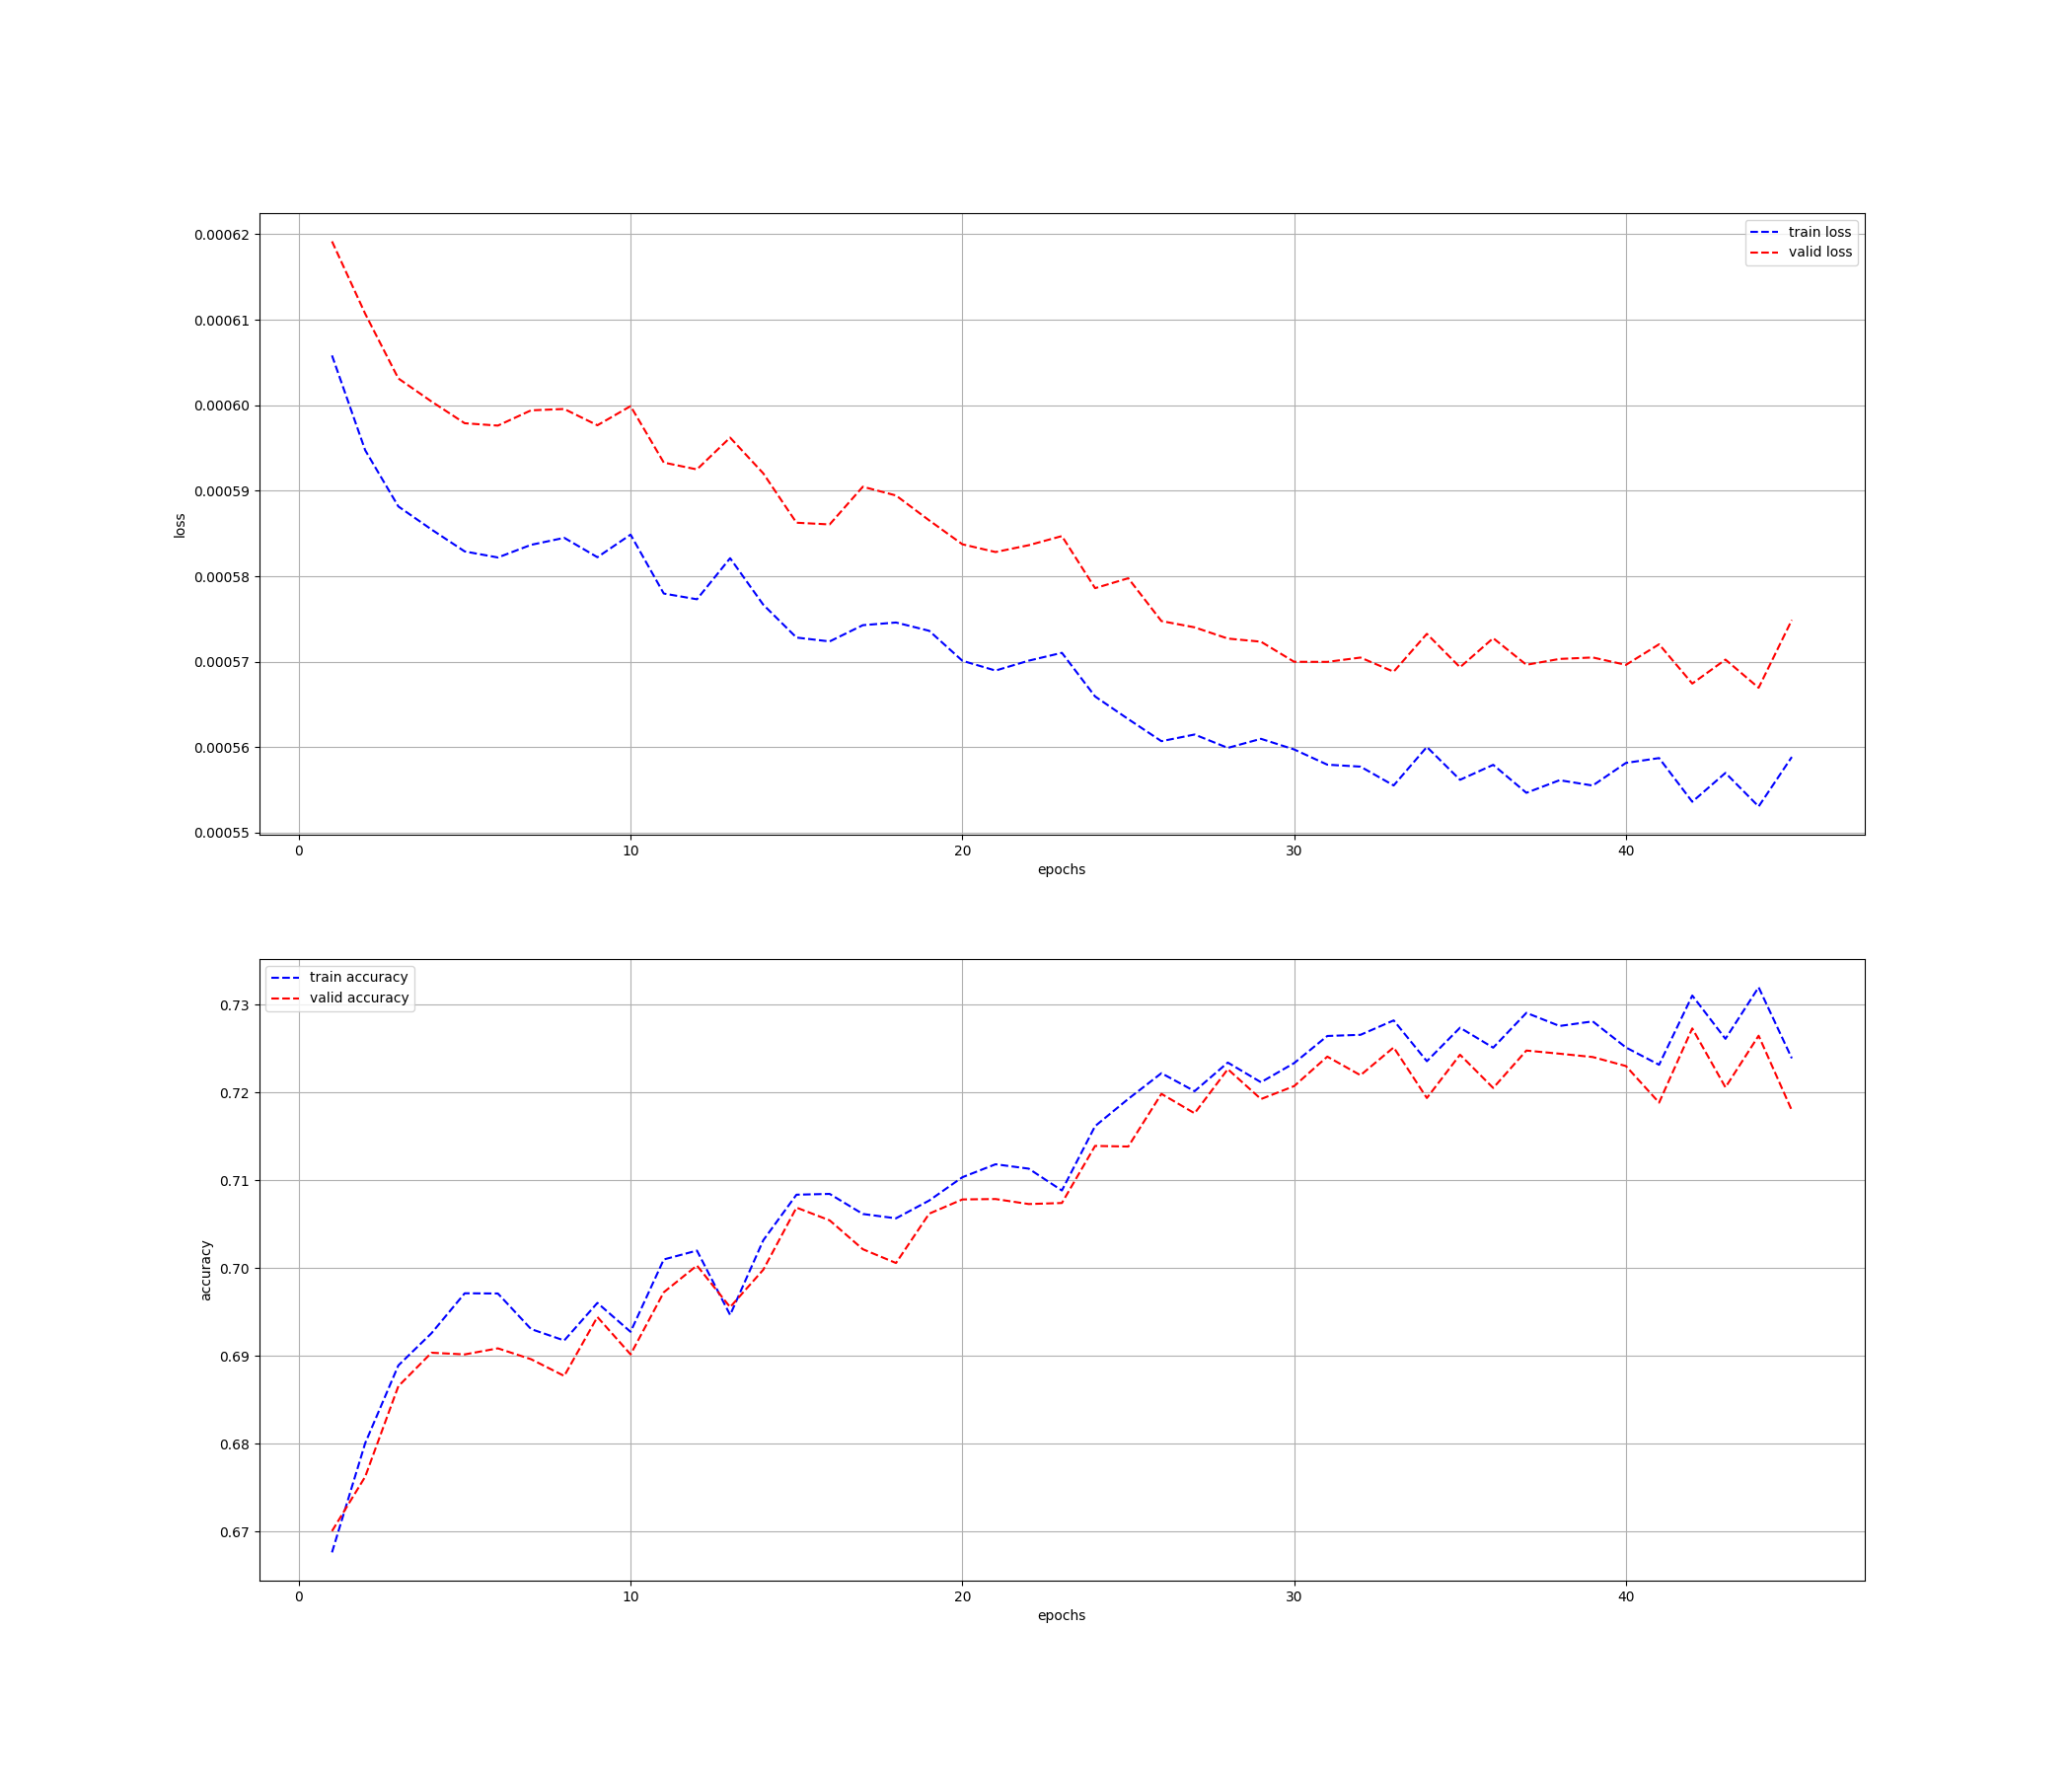 0.00062
0.00061
0.00060
0.00059
0.00058
0.00057
0.00056
0.00055
loss
train loss
valid loss
0 10 20 30 40
epochs
train accuracy
valid accuracy
0.73
0.72
0.71
0.70
0.69
0.68
0.67
accuracy
0 10 20 30 40
epochs